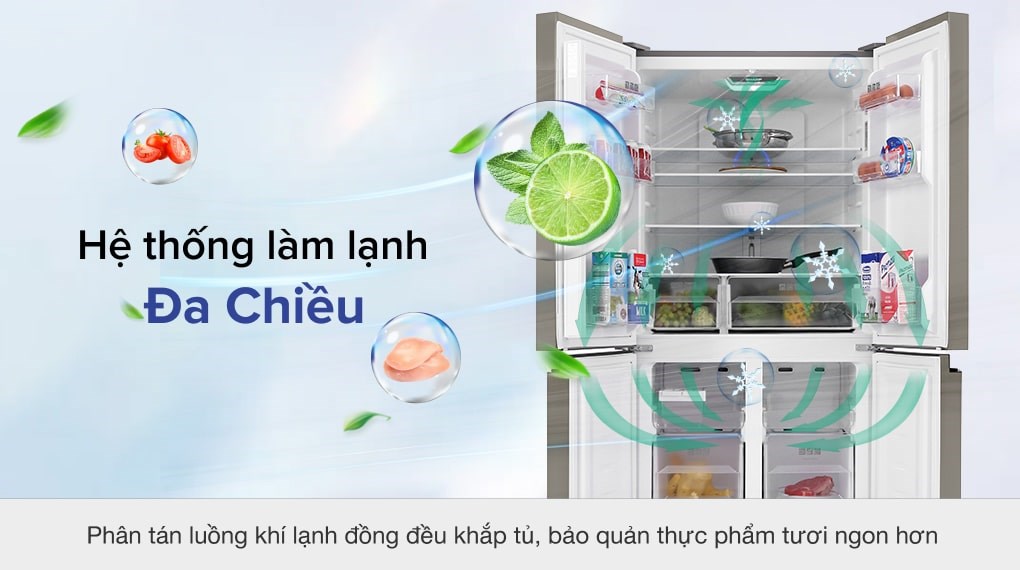 Hệ thống làm lạnh
Đa Chiều
Phân tán luồng khí lạnh đồng đều khắp tủ, bảo quản thực phẩm tươi ngon hơn